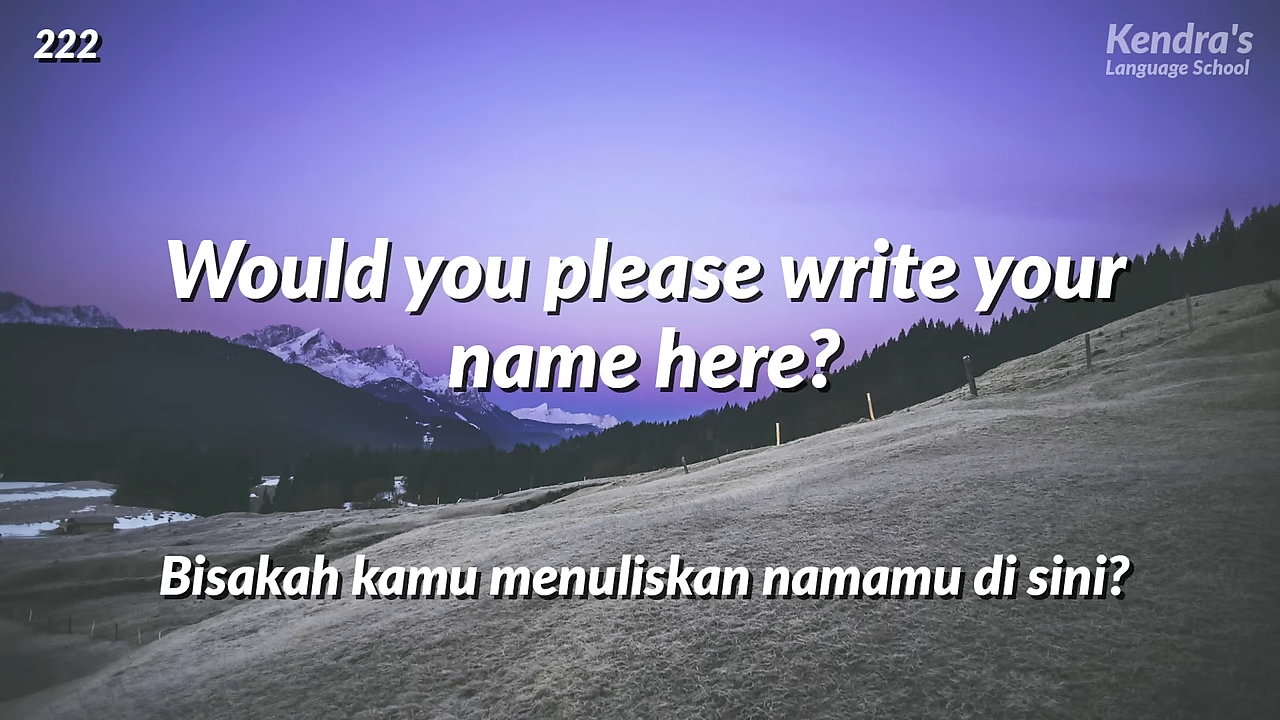 222
Kendra's
Language School
Would you please write your
name here?
Bisakah kamu menuliskan namamu di sini?